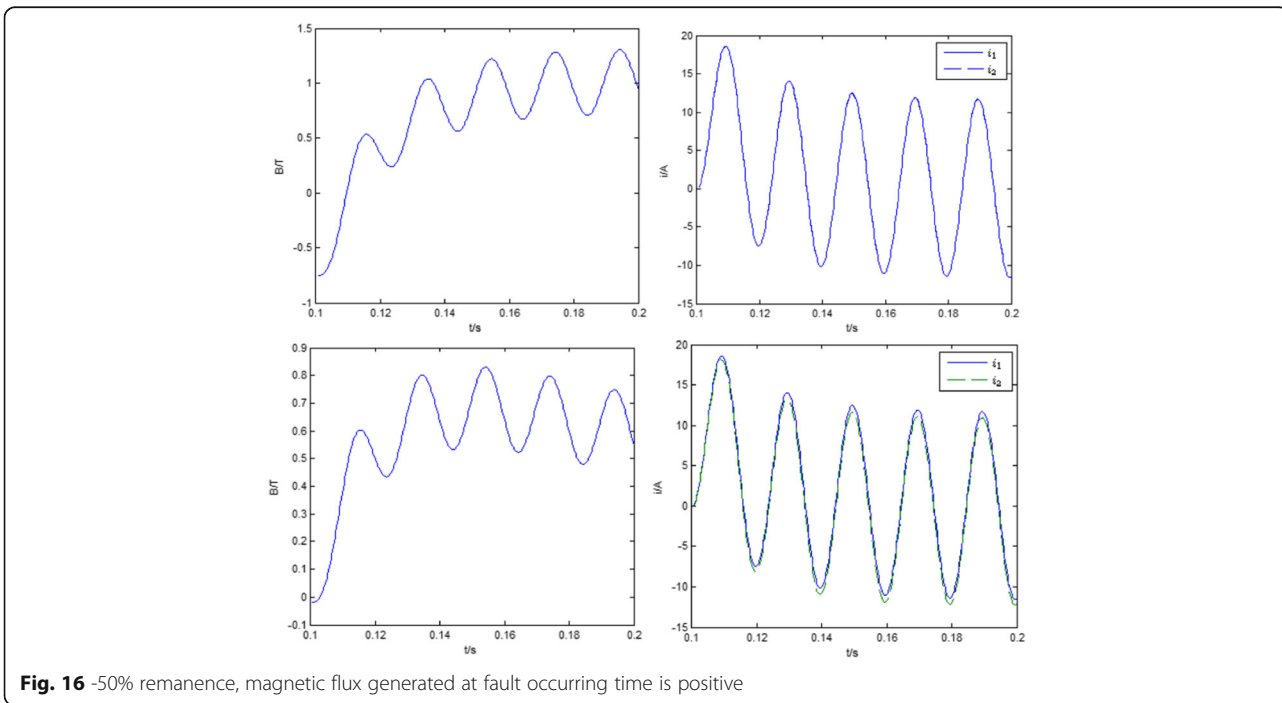 1.5
1
0.5
0
-0.5
-1
B/T
0.1 0.12 0.14 0.16 0.18 0.2
t/s
20
15
10
5
0
-5
-10
-15
i/A
i₁
i₂
0.1 0.12 0.14 0.16 0.18 0.2
t/s
0.9
0.8
0.7
0.6
0.5
0.4
0.3
0.2
0.1
0
-0.1
B/T
0.1 0.12 0.14 0.16 0.18 0.2
t/s
20
15
10
5
0
-5
-10
-15
i/A
i₁
i₂
0.1 0.12 0.14 0.16 0.18 0.2
t/s
Fig. 16 -50% remanence, magnetic flux generated at fault occurring time is positive